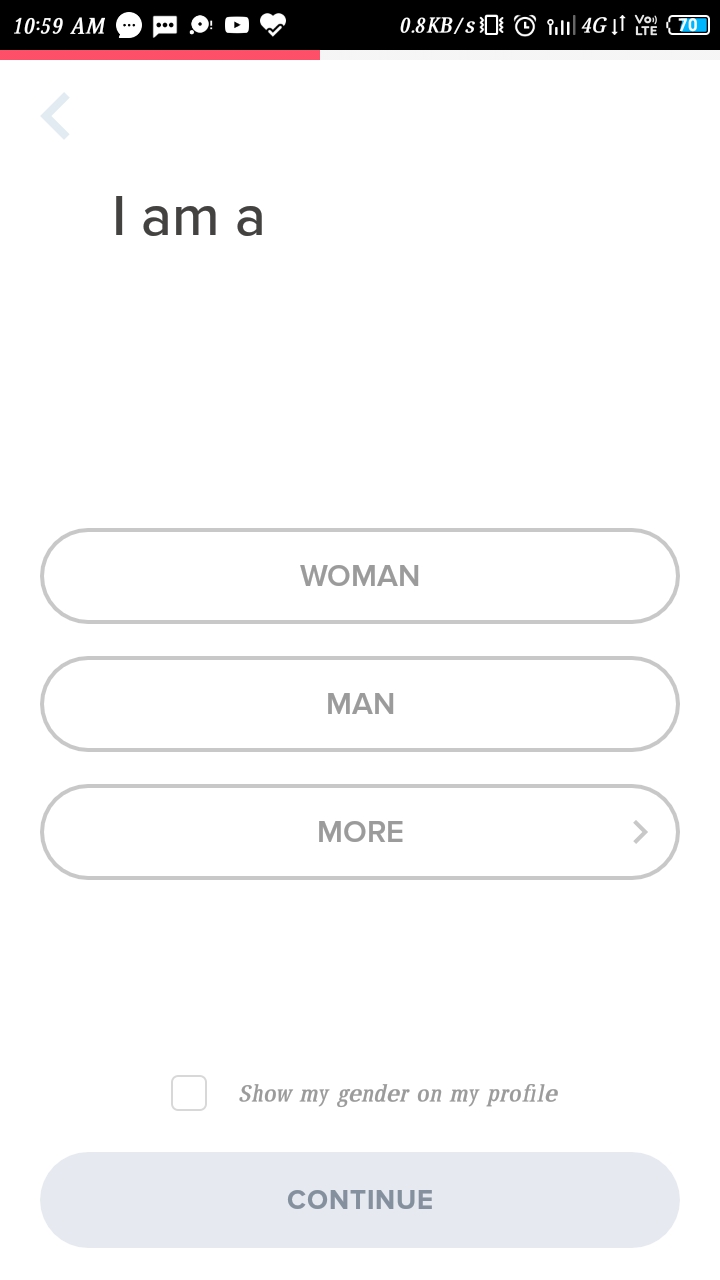 10:59 AM 0.8KB/s 4G Vo)) LTE 70
I am a
WOMAN
MAN
MORE
Show my gender on my profile
CONTINUE